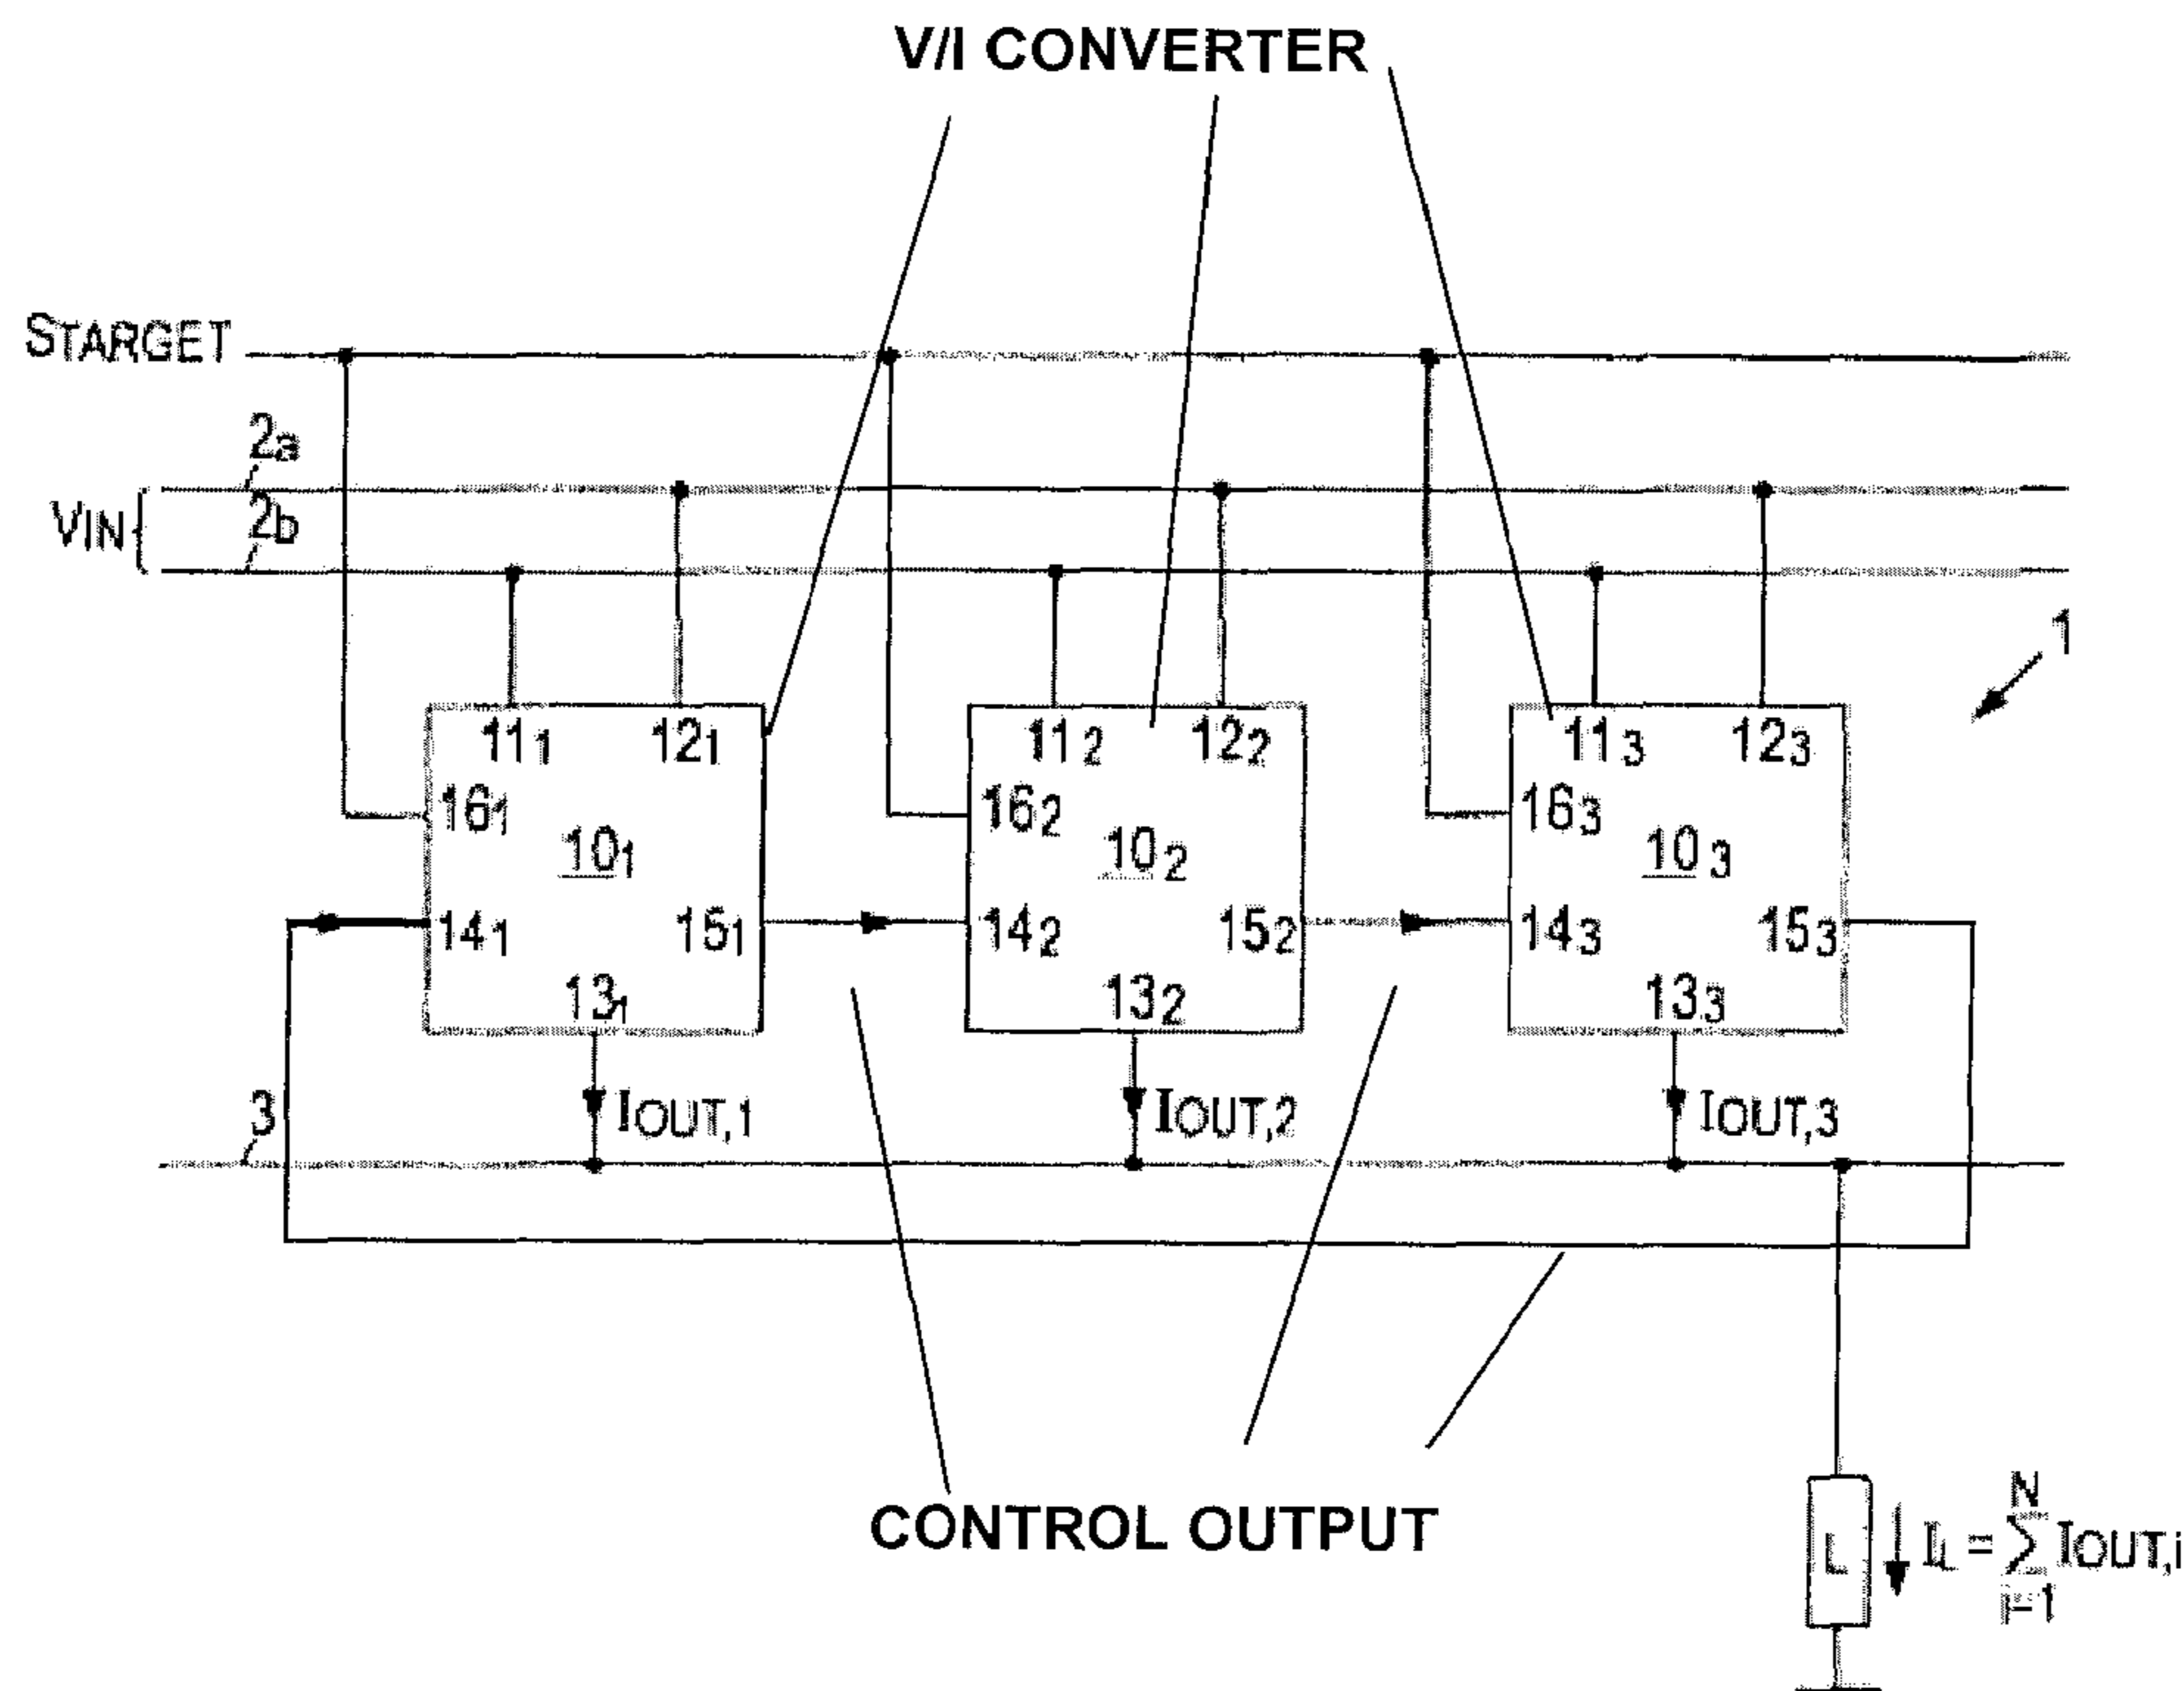 V/I CONVERTER
STARGET
2a
VIN
2b
1
11₁ 12₁ 11₂ 12₂ 11₃ 12₃
16₁ 16₂ 16₃
10₁ 10₂ 10₃
14₁ 15₁ 14₂ 15₂ 14₃ 15₃
13₁ 13₂ 13₃
3
IOUT,1 IOUT,2 IOUT,3
CONTROL OUTPUT
L
IL = ∑ᴺᵢ₌₁ IOUT,i